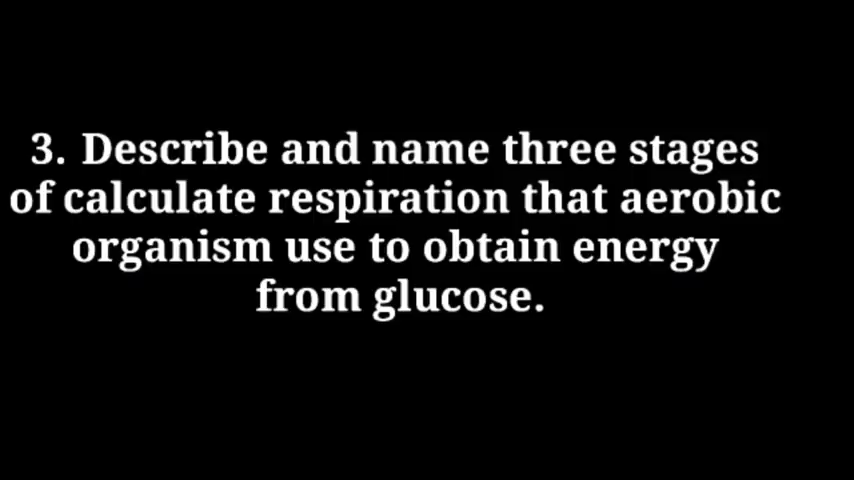 3. Describe and name three stages
of calculate respiration that aerobic
organism use to obtain energy
from glucose.